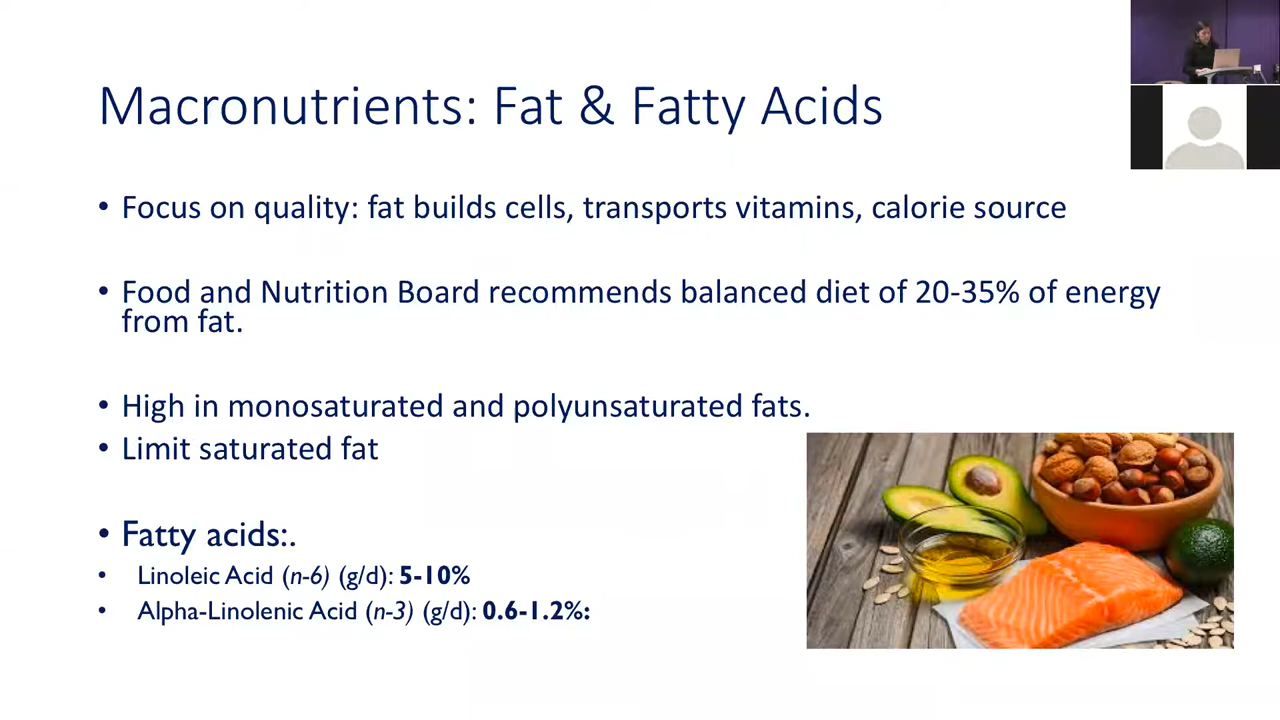 Macronutrients: Fat & Fatty Acids
• Focus on quality: fat builds cells, transports vitamins, calorie source
• Food and Nutrition Board recommends balanced diet of 20-35% of energy
from fat.
• High in monosaturated and polyunsaturated fats.
• Limit saturated fat
• Fatty acids:.
• Linoleic Acid (n-6) (g/d): 5-10%
• Alpha-Linolenic Acid (n-3) (g/d): 0.6-1.2%: